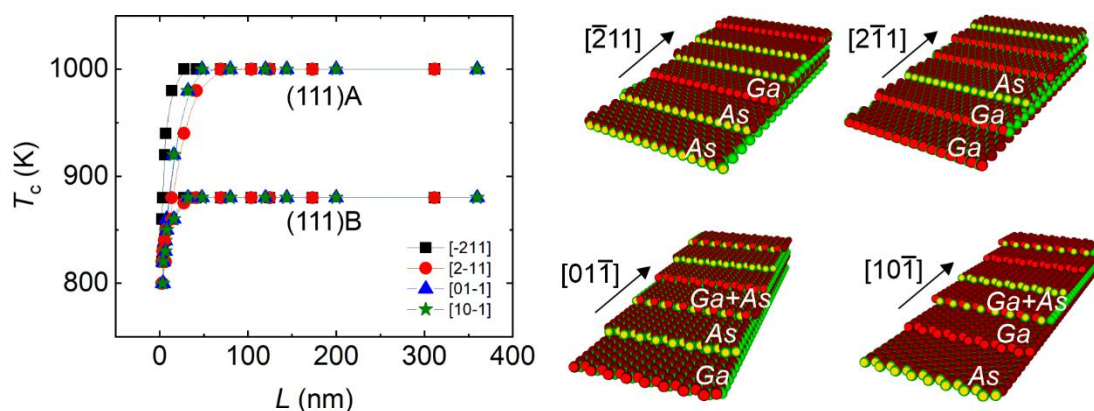 T_c (K)
1000
900
800
(111)A
(111)B
[-211]
[2-11]
[01-1]
[10-1]
0
100
200
300
400
L (nm)
[2̅11]
Ga
As
As
[21̅1]
As
Ga
Ga
[011̅]
Ga+As
As
Ga
[101̅]
Ga+As
Ga
As